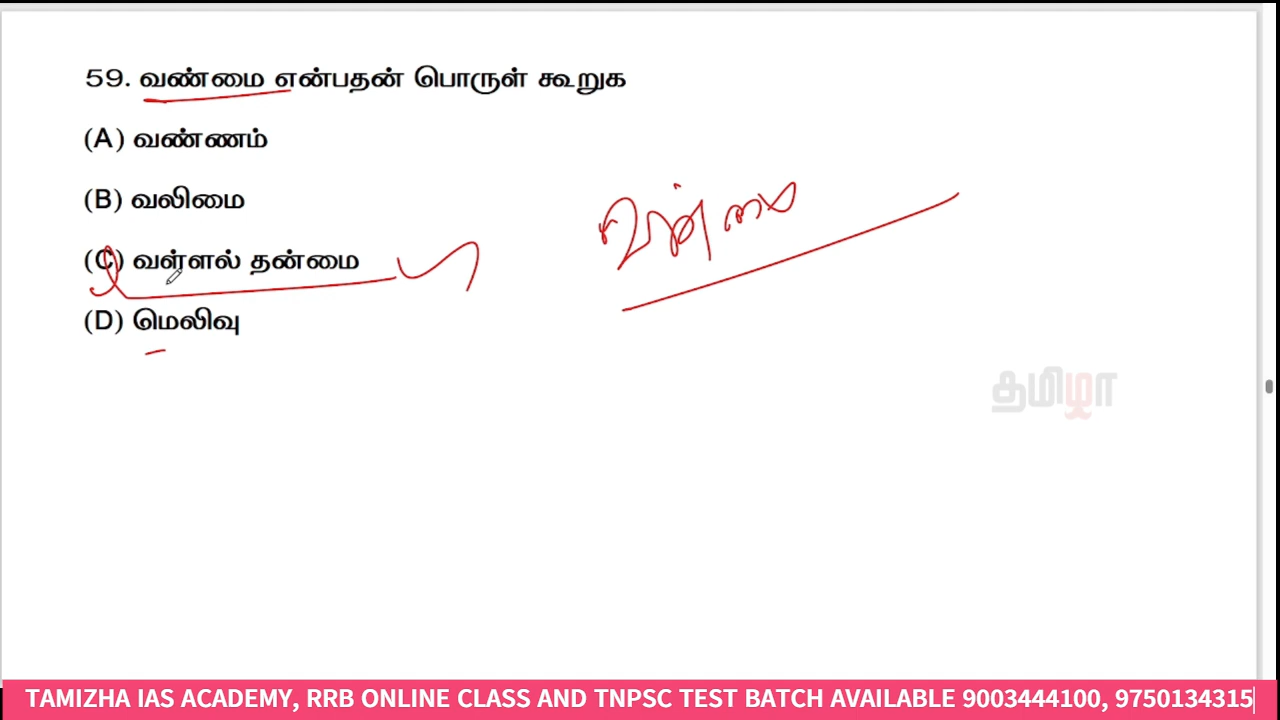 59. வண்மை என்பதன் பொருள் கூறுக
(A) வண்ணம்
(B) வலிமை
வன்மை
(C) வள்ளல் தன்மை
(D) மெலிவு
தமிழா
TAMIZHA IAS ACADEMY, RRB ONLINE CLASS AND TNPSC TEST BATCH AVAILABLE 9003444100, 9750134315